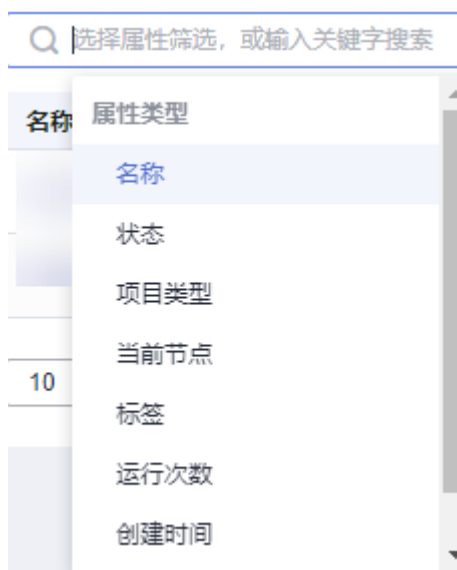 选择属性筛选，或输入关键字搜索
名称
属性类型
名称
状态
项目类型
当前节点
10
标签
运行次数
创建时间